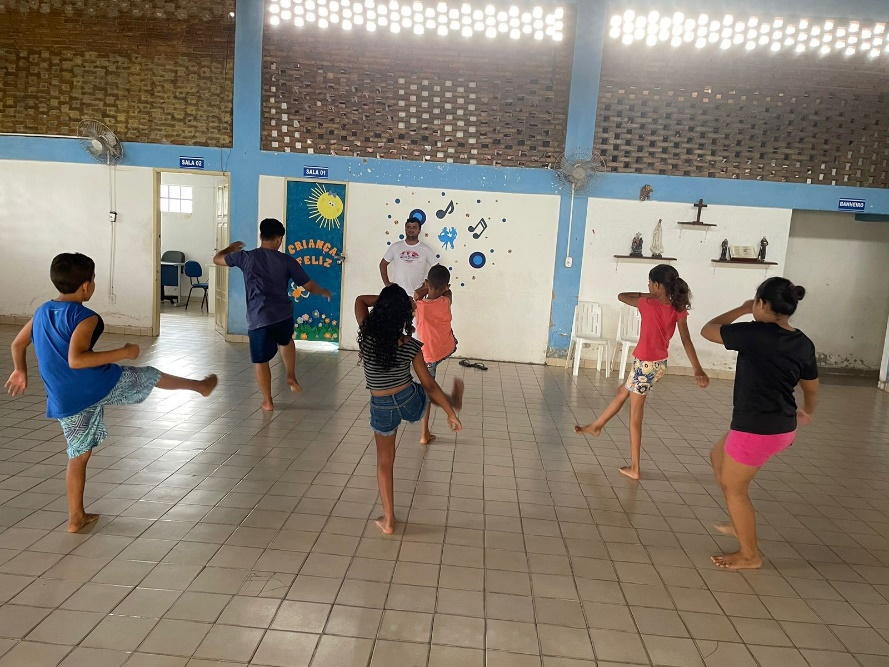 SALA 02
SALA 01
BANHEIRO
CRIANÇA
FELIZ